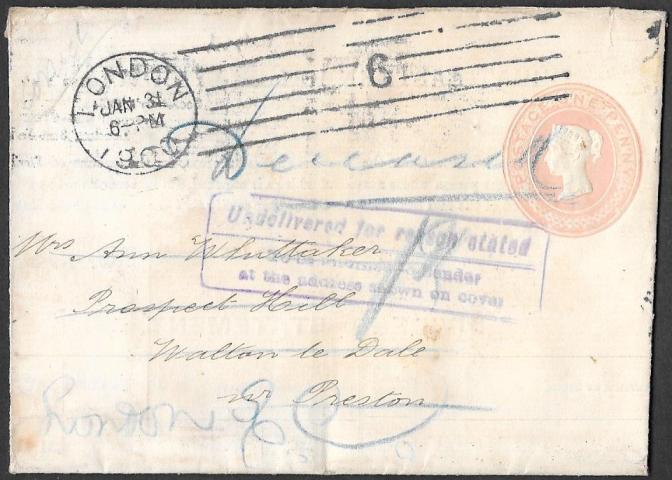 LONDON
JAN 31
6 PM
6
POSTAGE ONE PENNY
Deceased
Undelivered for reason stated
at the address shown on cover
Mrs Ann Whittaker
Prospect Hill
Walton le Dale
nr Preston
London E C